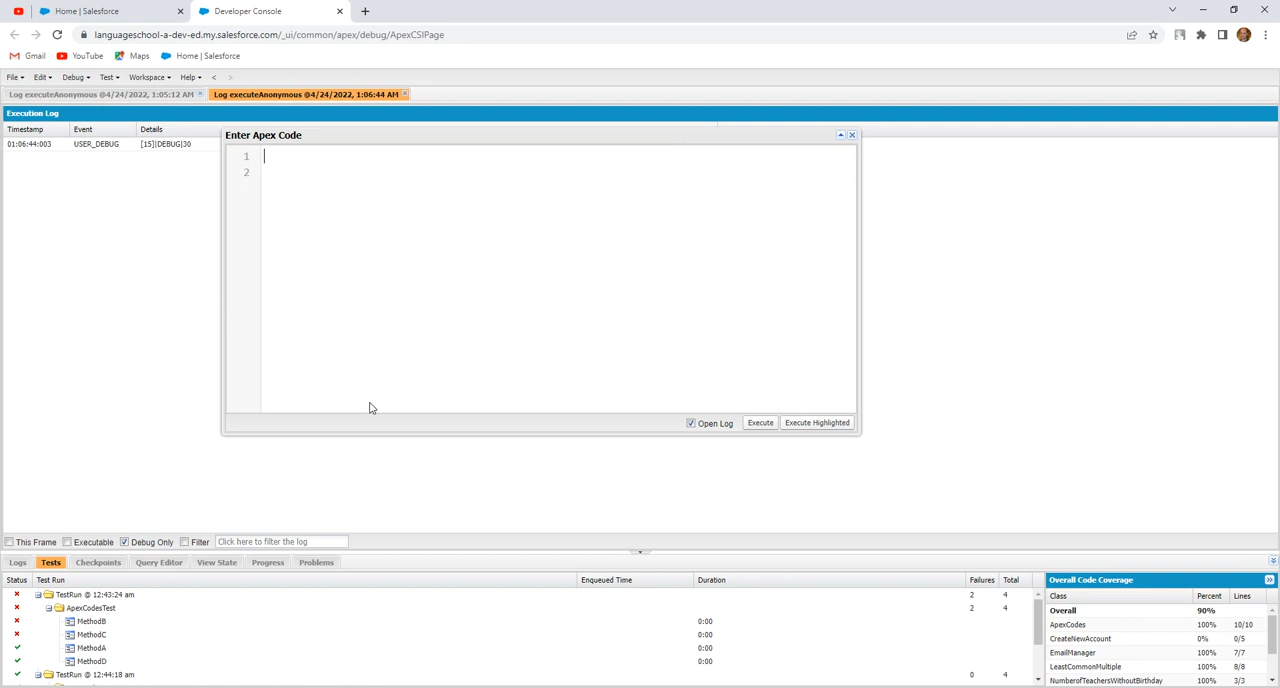 Home | Salesforce
Developer Console
languageschool-a-dev-ed.my.salesforce.com/_ui/common/apex/debug/ApexCSIPage
Gmail YouTube Maps Home | Salesforce
File Edit Debug Test Workspace Help < >
Log executeAnonymous @4/24/2022, 1:05:12 AM
Log executeAnonymous @4/24/2022, 1:06:44 AM
Execution Log
Timestamp Event Details
01:06:44:003 USER_DEBUG [15]|DEBUG|30
Enter Apex Code
1
2
Open Log Execute Execute Highlighted
This Frame Executable Debug Only Filter Click here to filter the log
Logs Tests Checkpoints Query Editor View State Progress Problems
Status Test Run Enqueued Time Duration Failures Total
TestRun @ 12:43:24 am 2 4
ApexCodesTest 2 4
MethodB 0:00
MethodC 0:00
MethodA 0:00
MethodD 0:00
TestRun @ 12:44:18 am 0 4
Overall Code Coverage
Class Percent Lines
Overall 90%
ApexCodes 100% 10/10
CreateNewAccount 0% 0/5
EmailManager 100% 7/7
LeastCommonMultiple 100% 8/8
NumberofTeachersWithoutBirthday 100% 3/3